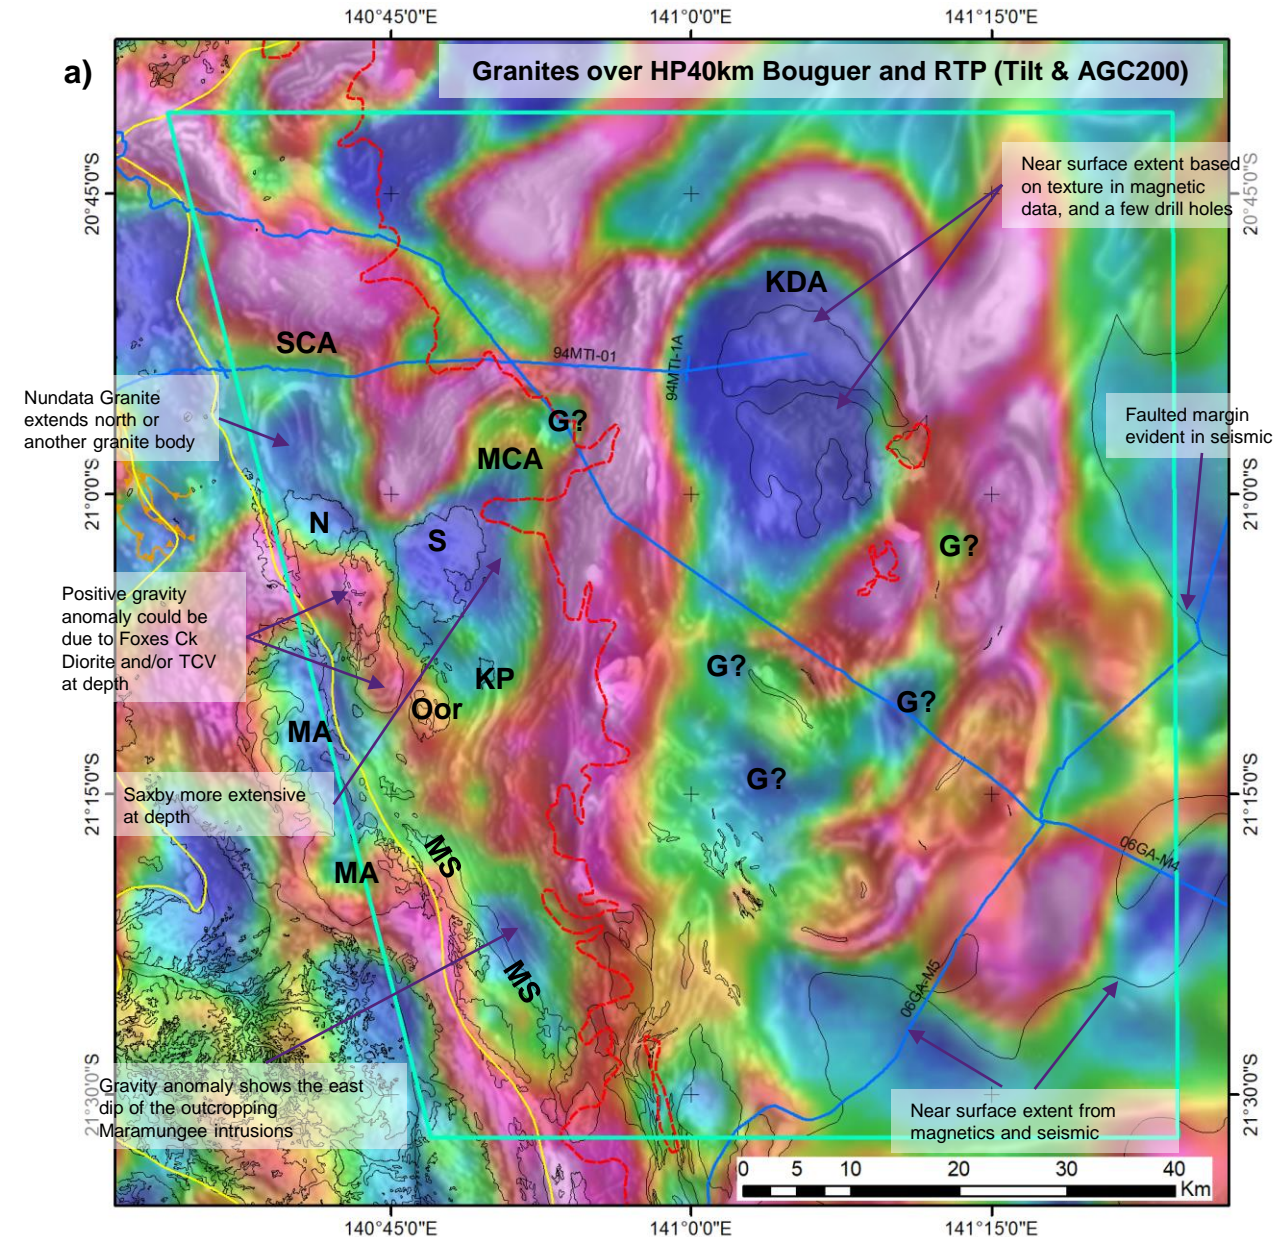 140°45'0"E
141°0'0"E
141°15'0"E
a)
Granites over HP40km Bouguer and RTP (Tilt & AGC200)
Near surface extent based
on texture in magnetic
data, and a few drill holes
20°45'0"S
20°45'0"S
KDA
SCA
94MTI-01
94MTI-1A
Nundata Granite
extends north or
another granite body
G?
Faulted margin
evident in seismic
MCA
21°0'0"S
21°0'0"S
N
S
G?
Positive gravity
anomaly could be
due to Foxes Ck
Diorite and/or TCV
at depth
G?
KP
Oor
G?
MA
G?
Saxby more extensive
at depth
21°15'0"S
21°15'0"S
MS
06GA-M4
MA
MS
06GA-M5
Gravity anomaly shows the east
dip of the outcropping
Maramungee intrusions
21°30'0"S
21°30'0"S
Near surface extent from
magnetics and seismic
0 5 10 20 30 40
Km
140°45'0"E
141°0'0"E
141°15'0"E